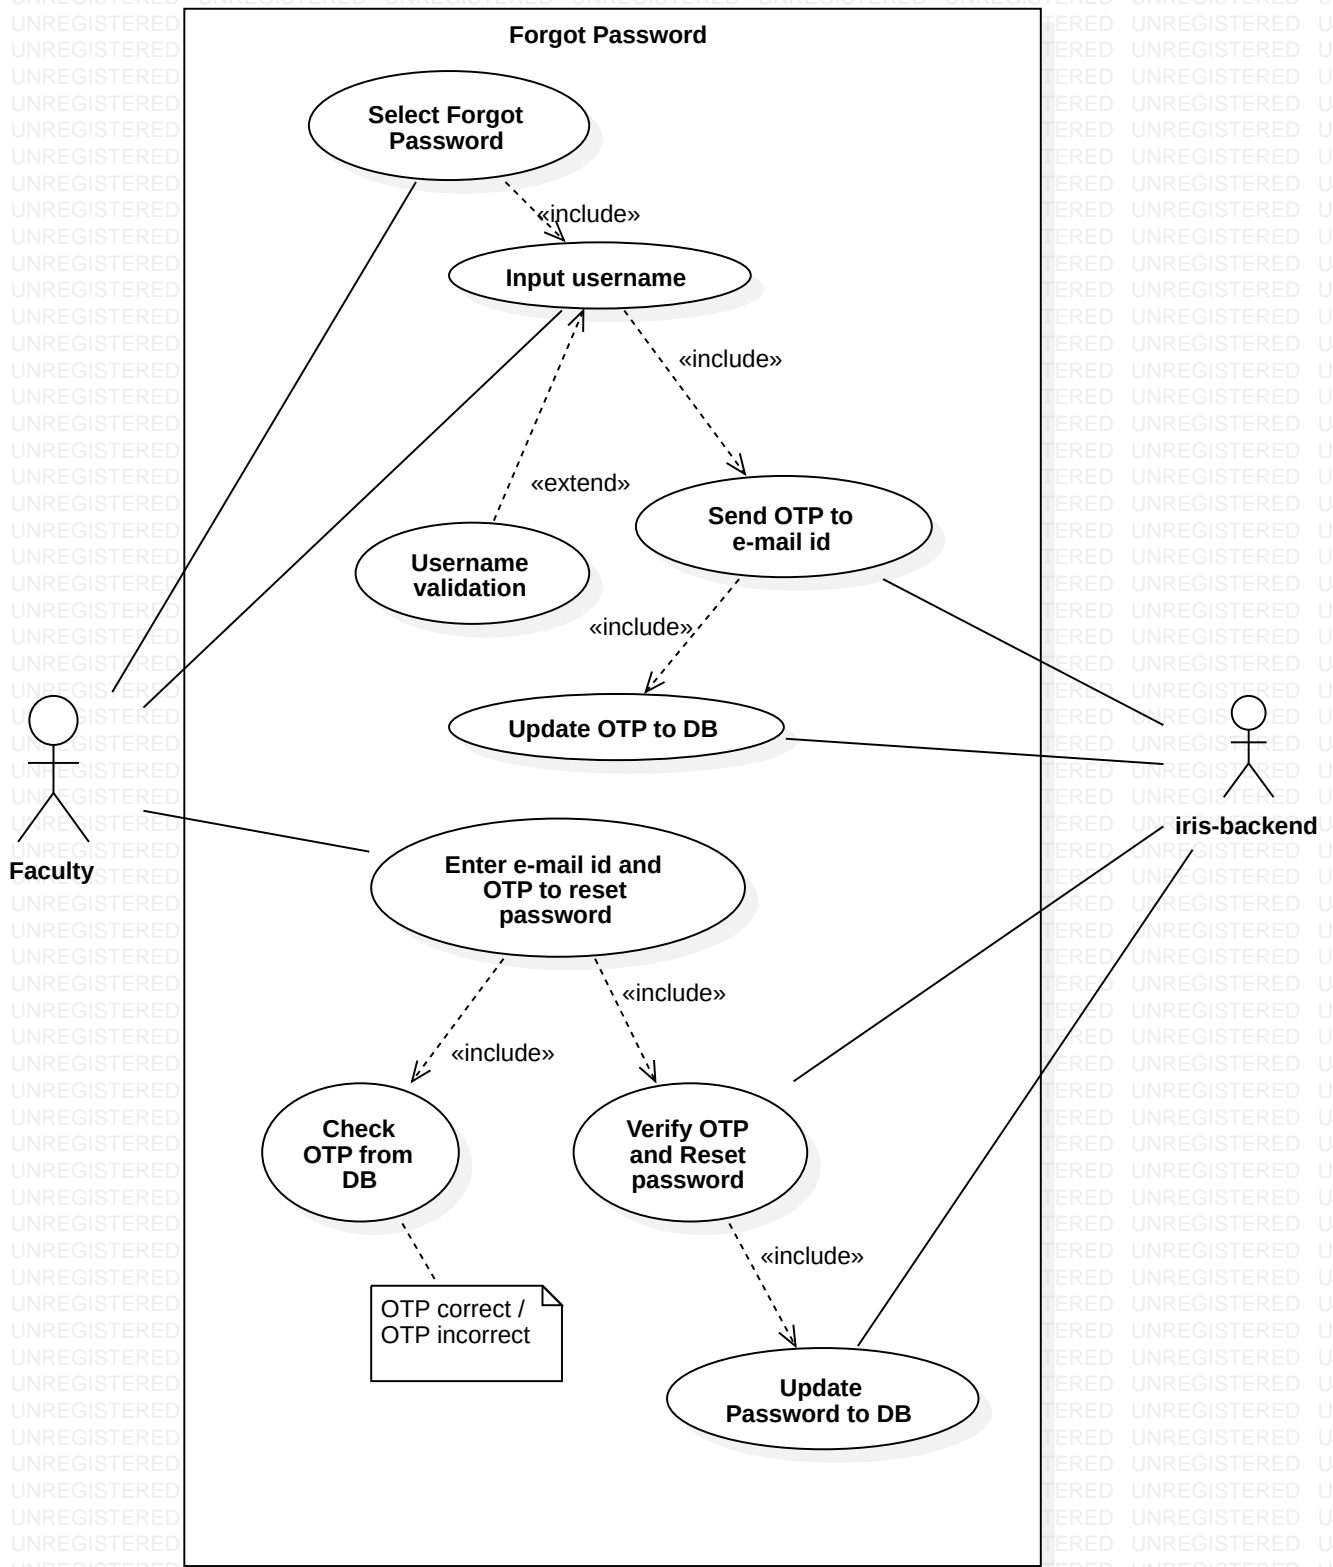 Forgot Password
Select Forgot
Password
«include»
Input username
«include»
«extend»
Send OTP to
e-mail id
Username
validation
«include»
Update OTP to DB
iris-backend
Faculty
Enter e-mail id and
OTP to reset
password
«include»
«include»
Check
OTP from
DB
Verify OTP
and Reset
password
«include»
OTP correct /
OTP incorrect
Update
Password to DB
UNREGISTERED